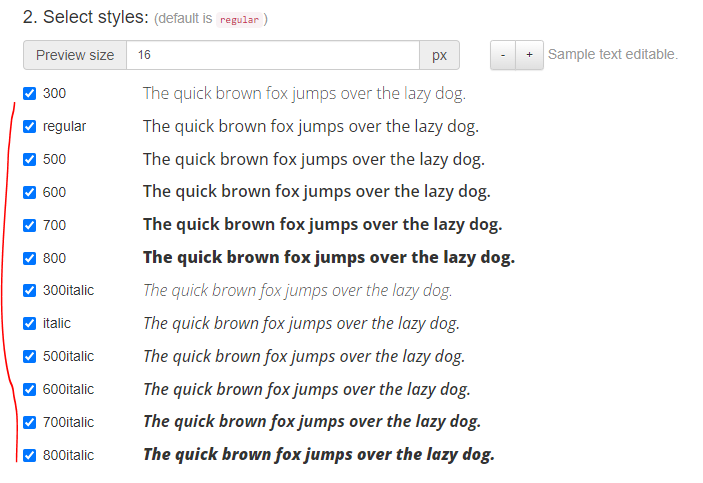 2. Select styles: (default is regular)
Preview size 16 px - + Sample text editable.
300 The quick brown fox jumps over the lazy dog.
regular The quick brown fox jumps over the lazy dog.
500 The quick brown fox jumps over the lazy dog.
600 The quick brown fox jumps over the lazy dog.
700 The quick brown fox jumps over the lazy dog.
800 The quick brown fox jumps over the lazy dog.
300italic The quick brown fox jumps over the lazy dog.
italic The quick brown fox jumps over the lazy dog.
500italic The quick brown fox jumps over the lazy dog.
600italic The quick brown fox jumps over the lazy dog.
700italic The quick brown fox jumps over the lazy dog.
800italic The quick brown fox jumps over the lazy dog.